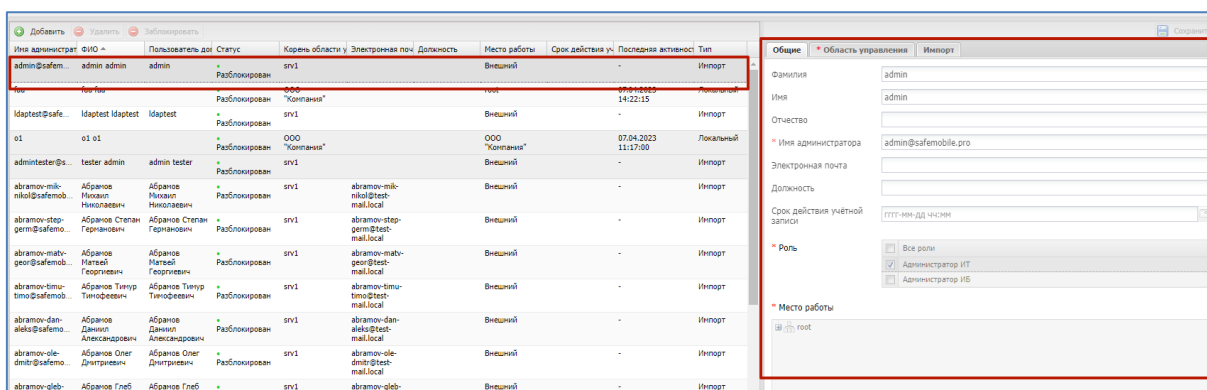 Добавить Удалить Заблокировать
Сохранить
Имя администрат ФИО Пользователь дог Статус Корень области у Электронная поч Должность Место работы Срок действия уч Последняя активност Тип
admin@safem... admin admin admin Разблокирован srv1 Внешний - Импорт
fuu fuu Разблокирован ООО "Компания" root 07.04.2023 14:22:15 Локальный
ldaptest@safe... ldaptest ldaptest ldaptest Разблокирован srv1 Внешний - Импорт
o1 o1 o1 Разблокирован ООО "Компания" ООО "Компания" 07.04.2023 11:17:00 Локальный
admintester@s... tester admin admin tester Разблокирован srv1 Внешний - Импорт
abramov-mik-nikol@safemob... Абрамов Михаил Николаевич Абрамов Михаил Николаевич Разблокирован srv1 abramov-mik-nikol@test-mail.local Внешний - Импорт
abramov-step-germ@safemo... Абрамов Степан Германович Абрамов Степан Германович Разблокирован srv1 abramov-step-germ@test-mail.local Внешний - Импорт
abramov-matv-geor@safemob... Абрамов Матвей Георгиевич Абрамов Матвей Георгиевич Разблокирован srv1 abramov-matv-geor@test-mail.local Внешний - Импорт
abramov-timu-timo@safemob... Абрамов Тимур Тимофеевич Абрамов Тимур Тимофеевич Разблокирован srv1 abramov-timu-timo@test-mail.local Внешний - Импорт
abramov-dan-aleks@safemo... Абрамов Даниил Александрович Абрамов Даниил Александрович Разблокирован srv1 abramov-dan-aleks@test-mail.local Внешний - Импорт
abramov-ole-dmitr@safemo... Абрамов Олег Дмитриевич Абрамов Олег Дмитриевич Разблокирован srv1 abramov-ole-dmitr@test-mail.local Внешний - Импорт
abramov-gleb- Абрамов Глеб Абрамов Глеб srv1 abramov-gleb- Внешний - Импорт
Общие * Область управления Импорт
Фамилия admin
Имя admin
Отчество
* Имя администратора admin@safemobile.pro
Электронная почта
Должность
Срок действия учётной записи гггг-мм-дд чч:мм
* Роль Все роли
Администратор ИТ
Администратор ИБ
* Место работы
root